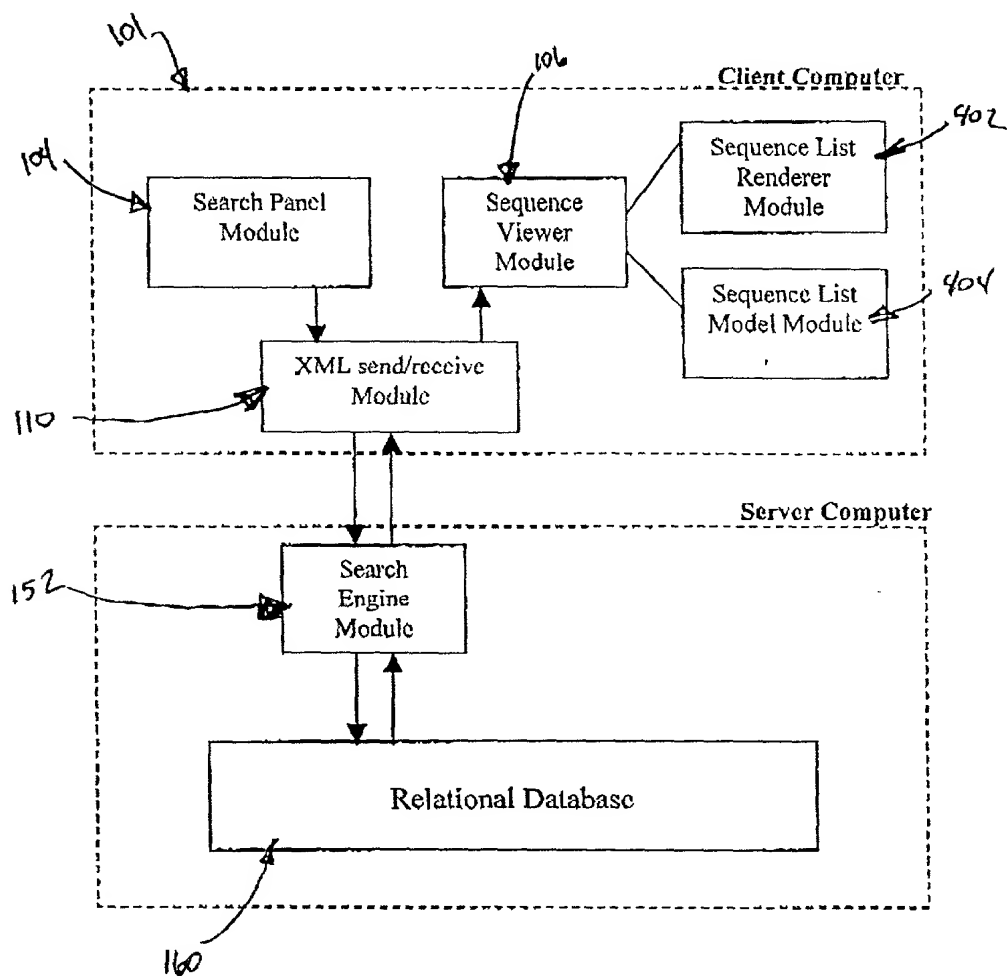 101
106
Client Computer
402
104
Search Panel
Module
Sequence
Viewer
Module
Sequence List
Renderer
Module
404
Sequence List
Model Module
XML send/receive
Module
110
Server Computer
Search
Engine
Module
152
Relational Database
160